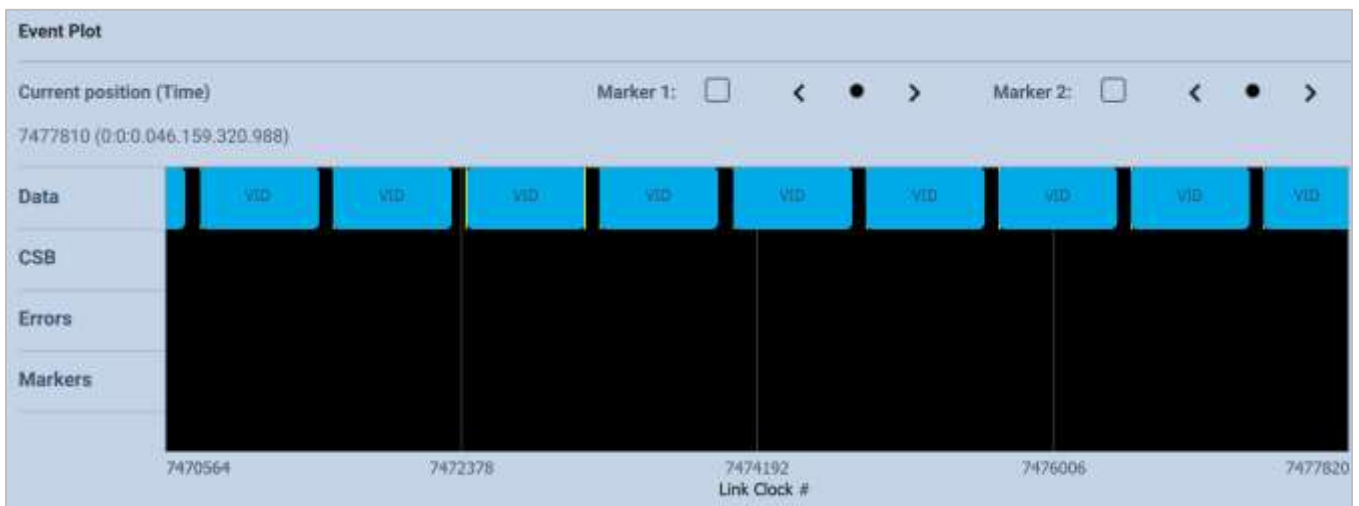 Event Plot
Current position (Time)
Marker 1:
Marker 2:
7477810 (0:0:0.046.159.320.988)
Data
VID VID VID VID VID VID VID VID VID
CSB
Errors
Markers
7470564 7472378 7474192 7476006 7477820
Link Clock #